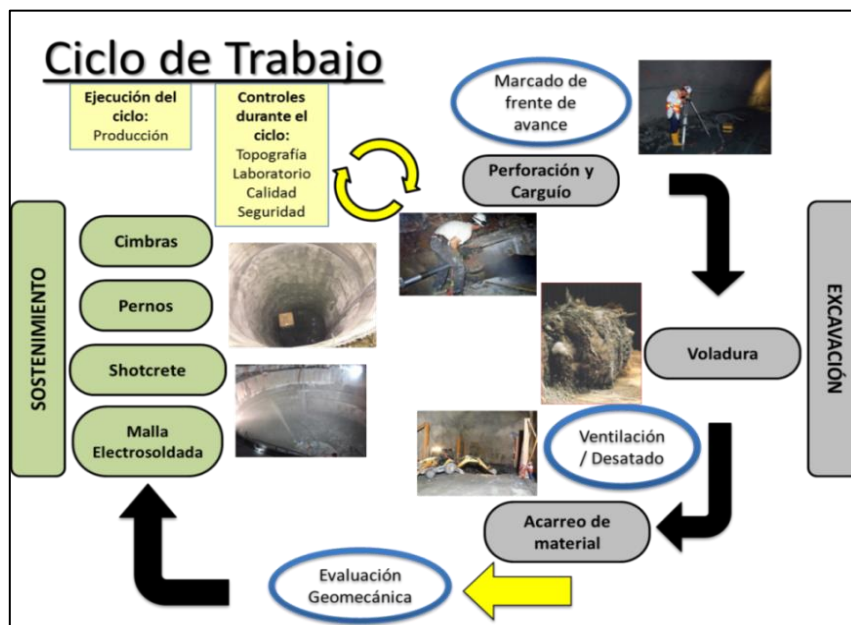 Ciclo de Trabajo
Ejecución del
ciclo:
Producción
Controles
durante el
ciclo:
Topografía
Laboratorio
Calidad
Seguridad
Marcado de
frente de
avance
Perforación y
Carguío
Voladura
EXCAVACIÓN
Ventilación
/ Desatado
Acarreo de
material
Evaluación
Geomecánica
SOSTENIMIENTO
Cimbras
Pernos
Shotcrete
Malla
Electrosoldada